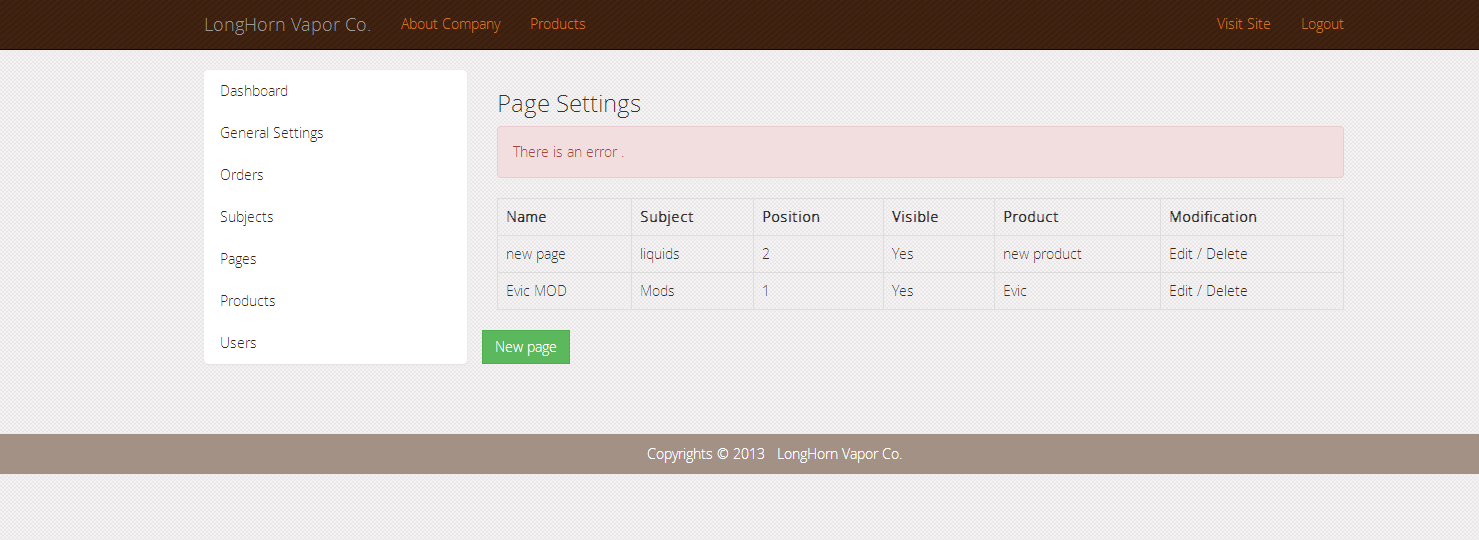 LongHorn Vapor Co. About Company Products Visit Site Logout
Dashboard
General Settings
Orders
Subjects
Pages
Products
Users
Page Settings
There is an error .
Name Subject Position Visible Product Modification
new page liquids 2 Yes new product Edit / Delete
Evic MOD Mods 1 Yes Evic Edit / Delete
New page
Copyrights © 2013 LongHorn Vapor Co.